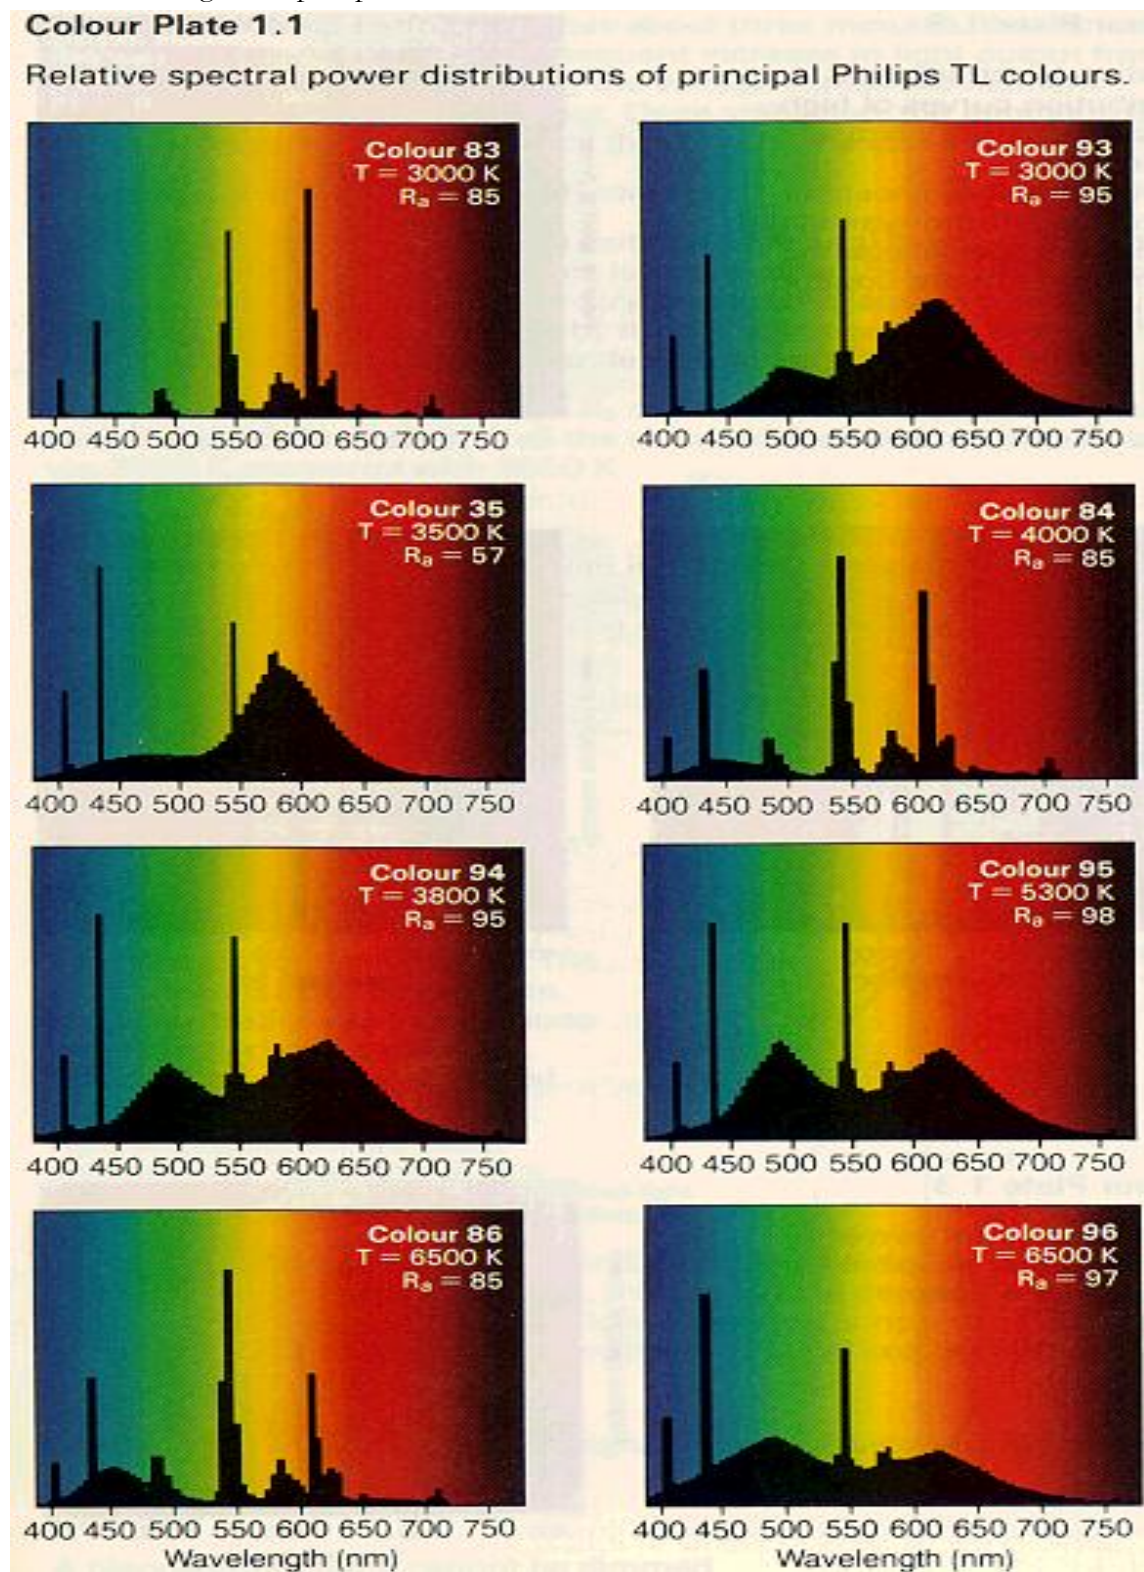 Colour Plate 1.1
Relative spectral power distributions of principal Philips TL colours.
Colour 83
T = 3000 K
Ra = 85
400 450 500 550 600 650 700 750
Colour 93
T = 3000 K
Ra = 95
400 450 500 550 600 650 700 750
Colour 35
T = 3500 K
Ra = 57
400 450 500 550 600 650 700 750
Colour 84
T = 4000 K
Ra = 85
400 450 500 550 600 650 700 750
Colour 94
T = 3800 K
Ra = 95
400 450 500 550 600 650 700 750
Colour 95
T = 5300 K
Ra = 98
400 450 500 550 600 650 700 750
Colour 86
T = 6500 K
Ra = 85
400 450 500 550 600 650 700 750
Wavelength (nm)
Colour 96
T = 6500 K
Ra = 97
400 450 500 550 600 650 700 750
Wavelength (nm)